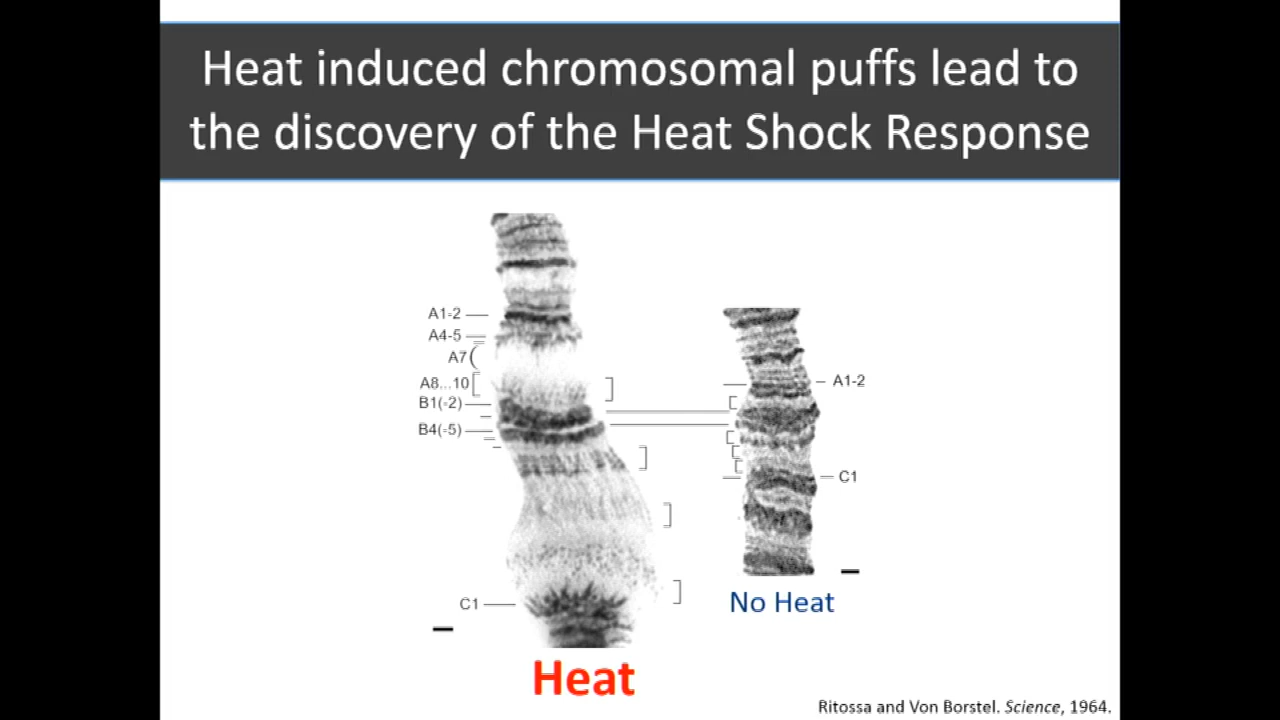 Heat induced chromosomal puffs lead to
the discovery of the Heat Shock Response
A1-2
A4-5
A7
A8...10
B1(-2)
B4(-5)
C1
A1-2
C1
No Heat
Heat
Ritossa and Von Borstel. Science, 1964.